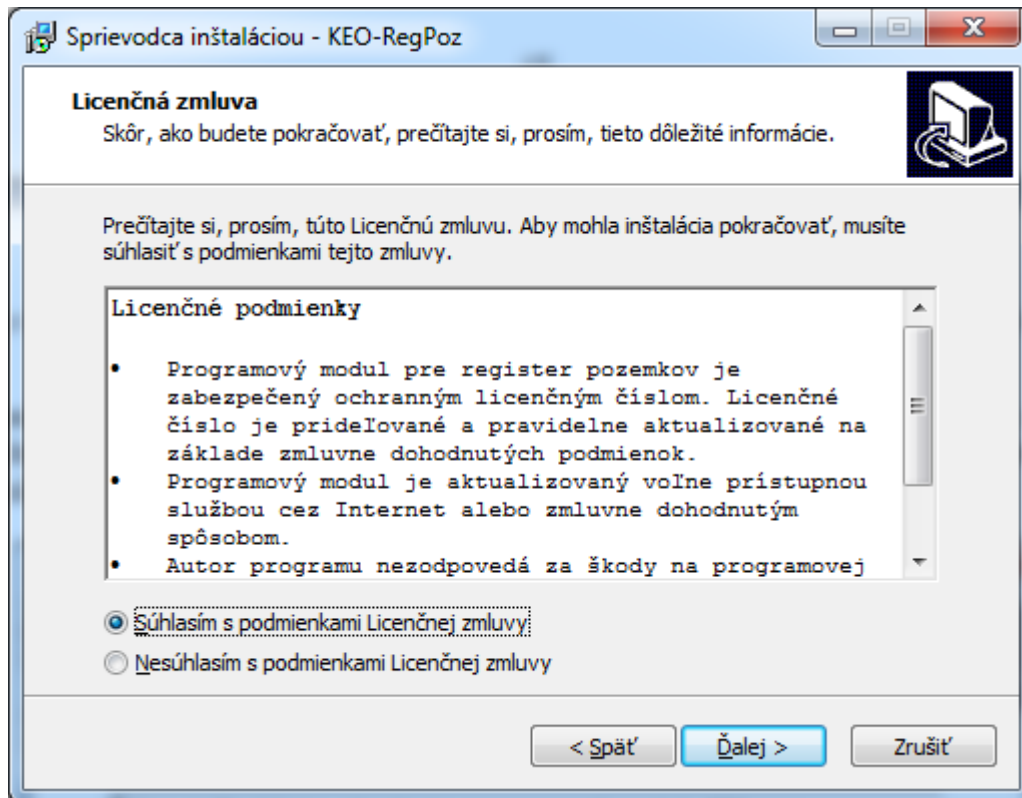 Sprievodca inštaláciou - KEO-RegPoz
Licenčná zmluva
Skôr, ako budete pokračovať, prečítajte si, prosím, tieto dôležité informácie.
Prečítajte si, prosím, túto Licenčnú zmluvu. Aby mohla inštalácia pokračovať, musíte
súhlasiť s podmienkami tejto zmluvy.
Licenčné podmienky
• Programový modul pre register pozemkov je
zabezpečený ochranným licenčným číslom. Licenčné
číslo je prideľované a pravidelne aktualizované na
základe zmluvne dohodnutých podmienok.
• Programový modul je aktualizovaný voľne prístupnou
službou cez Internet alebo zmluvne dohodnutým
spôsobom.
• Autor programu nezodpovedá za škody na programovej
Súhlasím s podmienkami Licenčnej zmluvy
Nesúhlasím s podmienkami Licenčnej zmluvy
< Späť
Ďalej >
Zrušiť